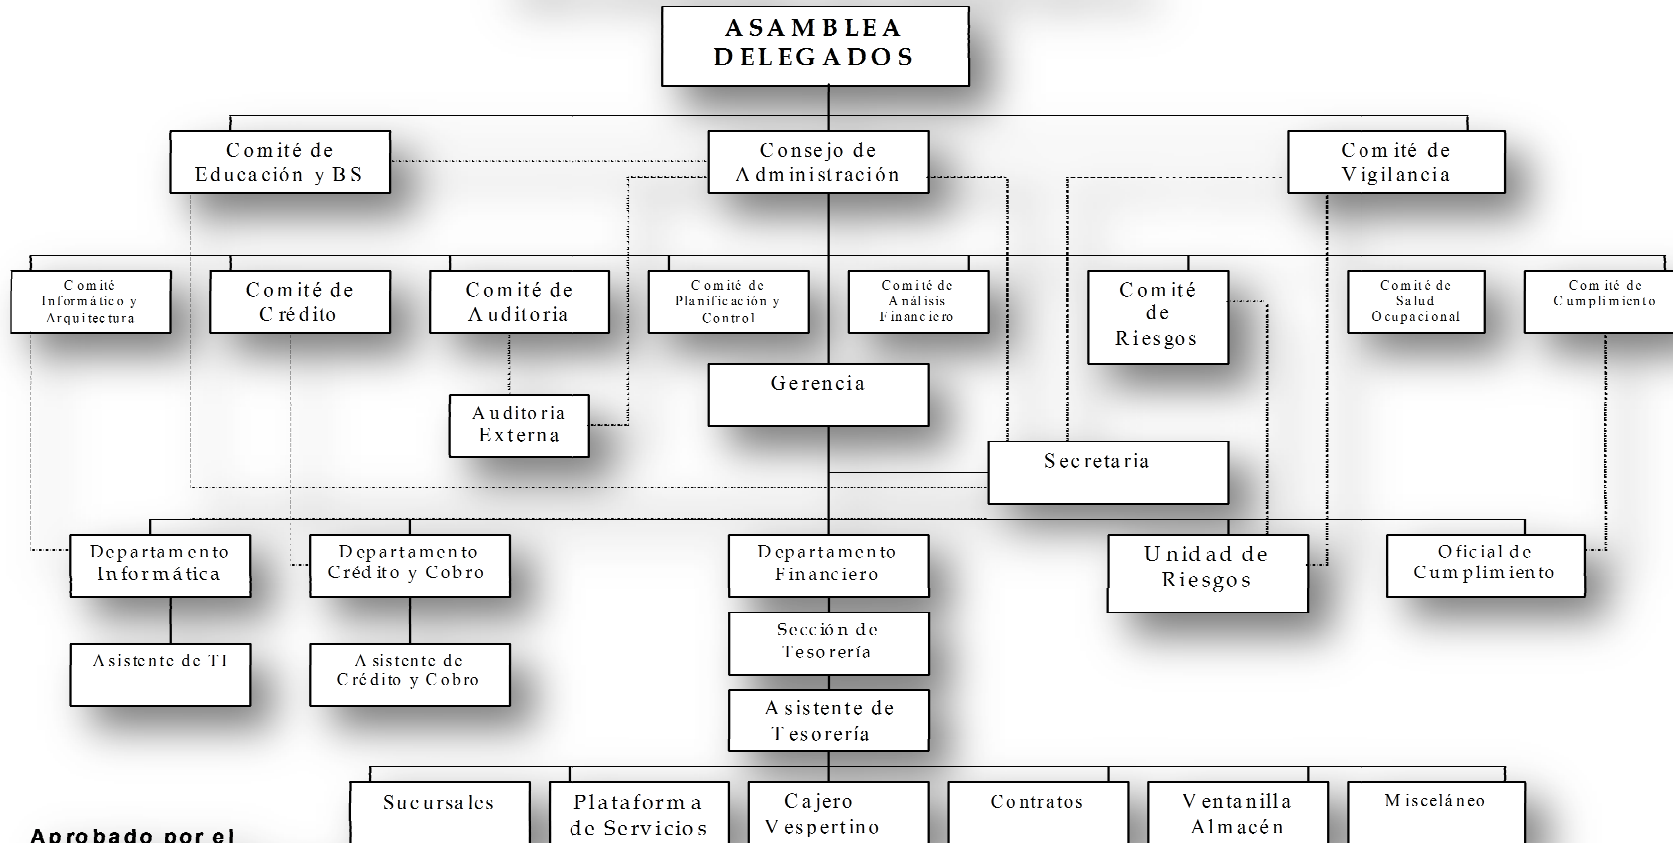 ASAMBLEA
DELEGADOS
Comité de
Educación y BS
Consejo de
Administración
Comité de
Vigilancia
Comité
Informático y
Arquitectura
Comité de
Crédito
Comité de
Auditoria
Comité de
Planificación y
Control
Comité de
Análisis
Financiero
Comité
de
Riesgos
Comité de
Salud
Ocupacional
Comité de
Cumplimiento
Gerencia
Auditoria
Externa
Secretaria
Departamento
Informática
Departamento
Crédito y Cobro
Departamento
Financiero
Unidad de
Riesgos
Oficial de
Cumplimiento
Sección de
Tesorería
Asistente de TI
Asistente de
Crédito y Cobro
Asistente de
Tesorería
Sucursales
Plataforma
de Servicios
Cajero
Vespertino
Contratos
Ventanilla
Almacén
Misceláneo
Aprobado por el